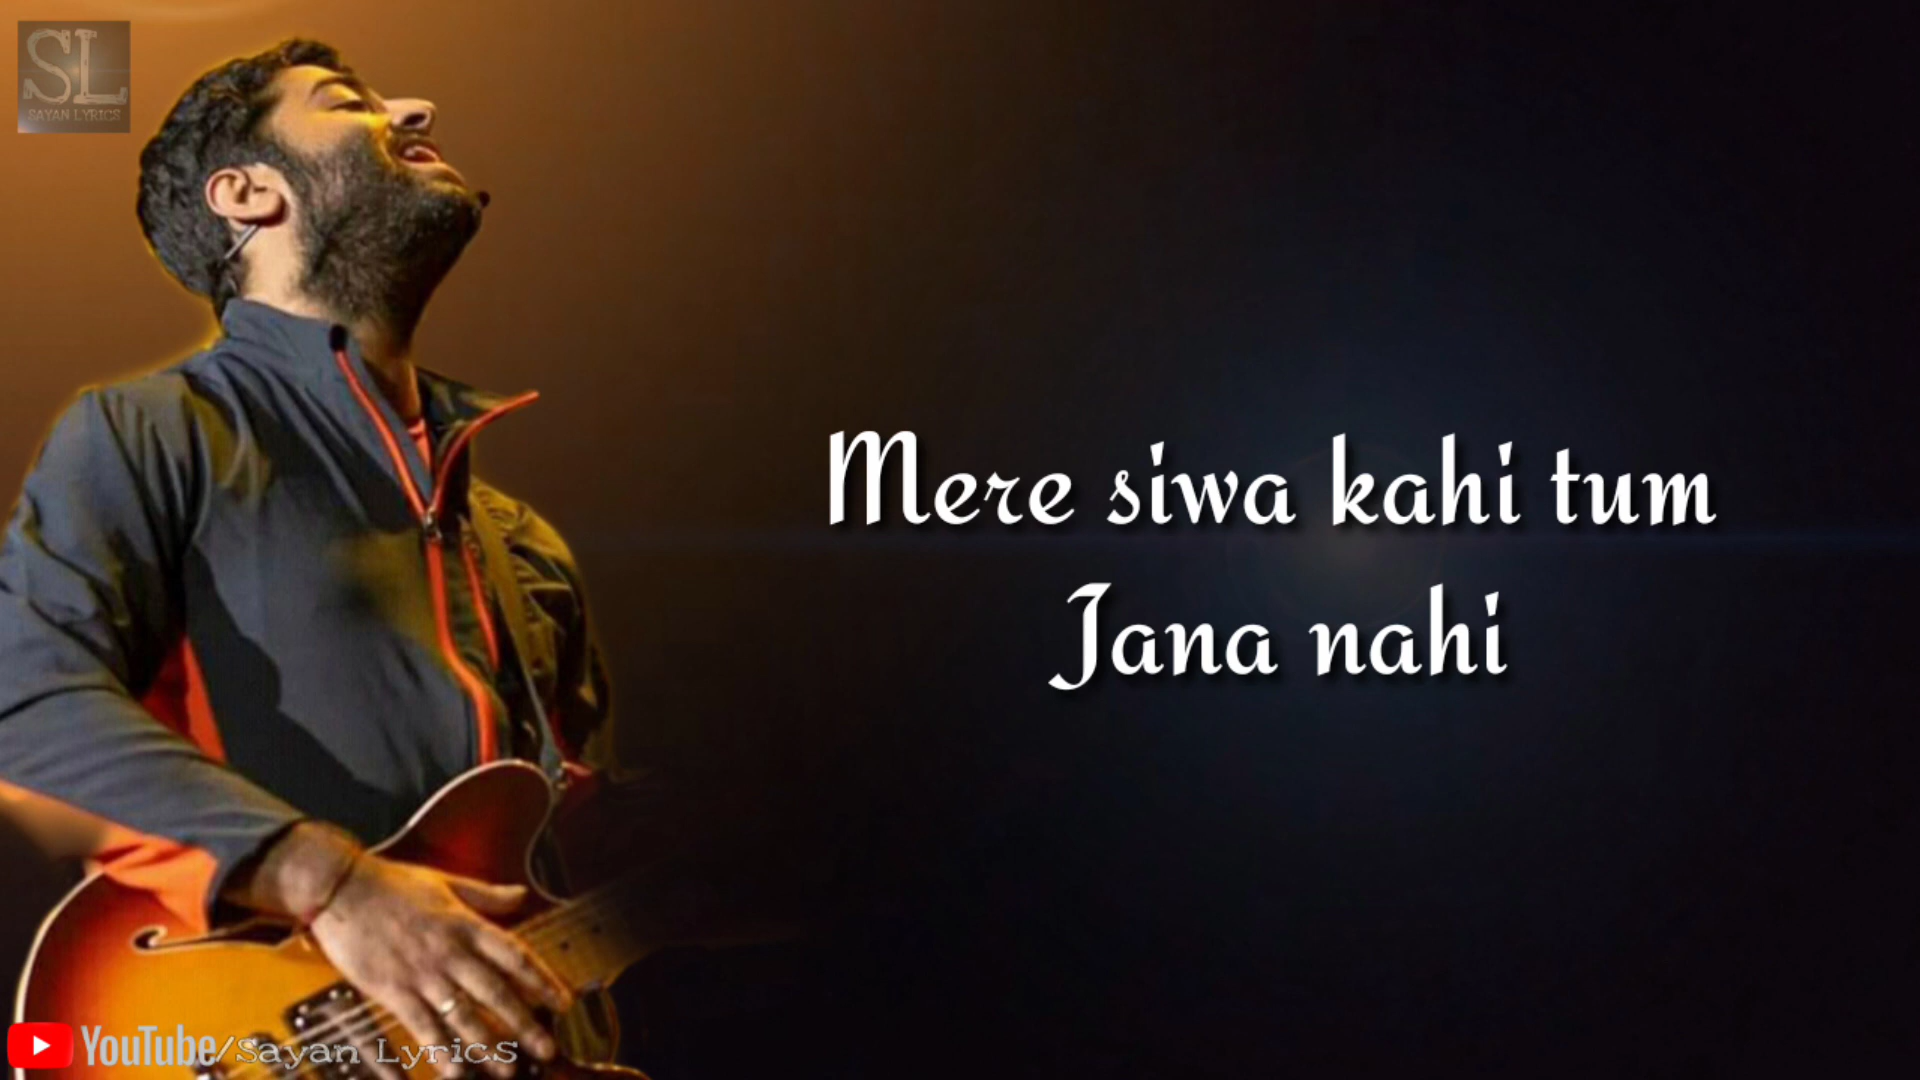 SL
SAYAN LYRICS
Mere siwa kahi tum
Jana nahi
YouTube/Sayan Lyrics